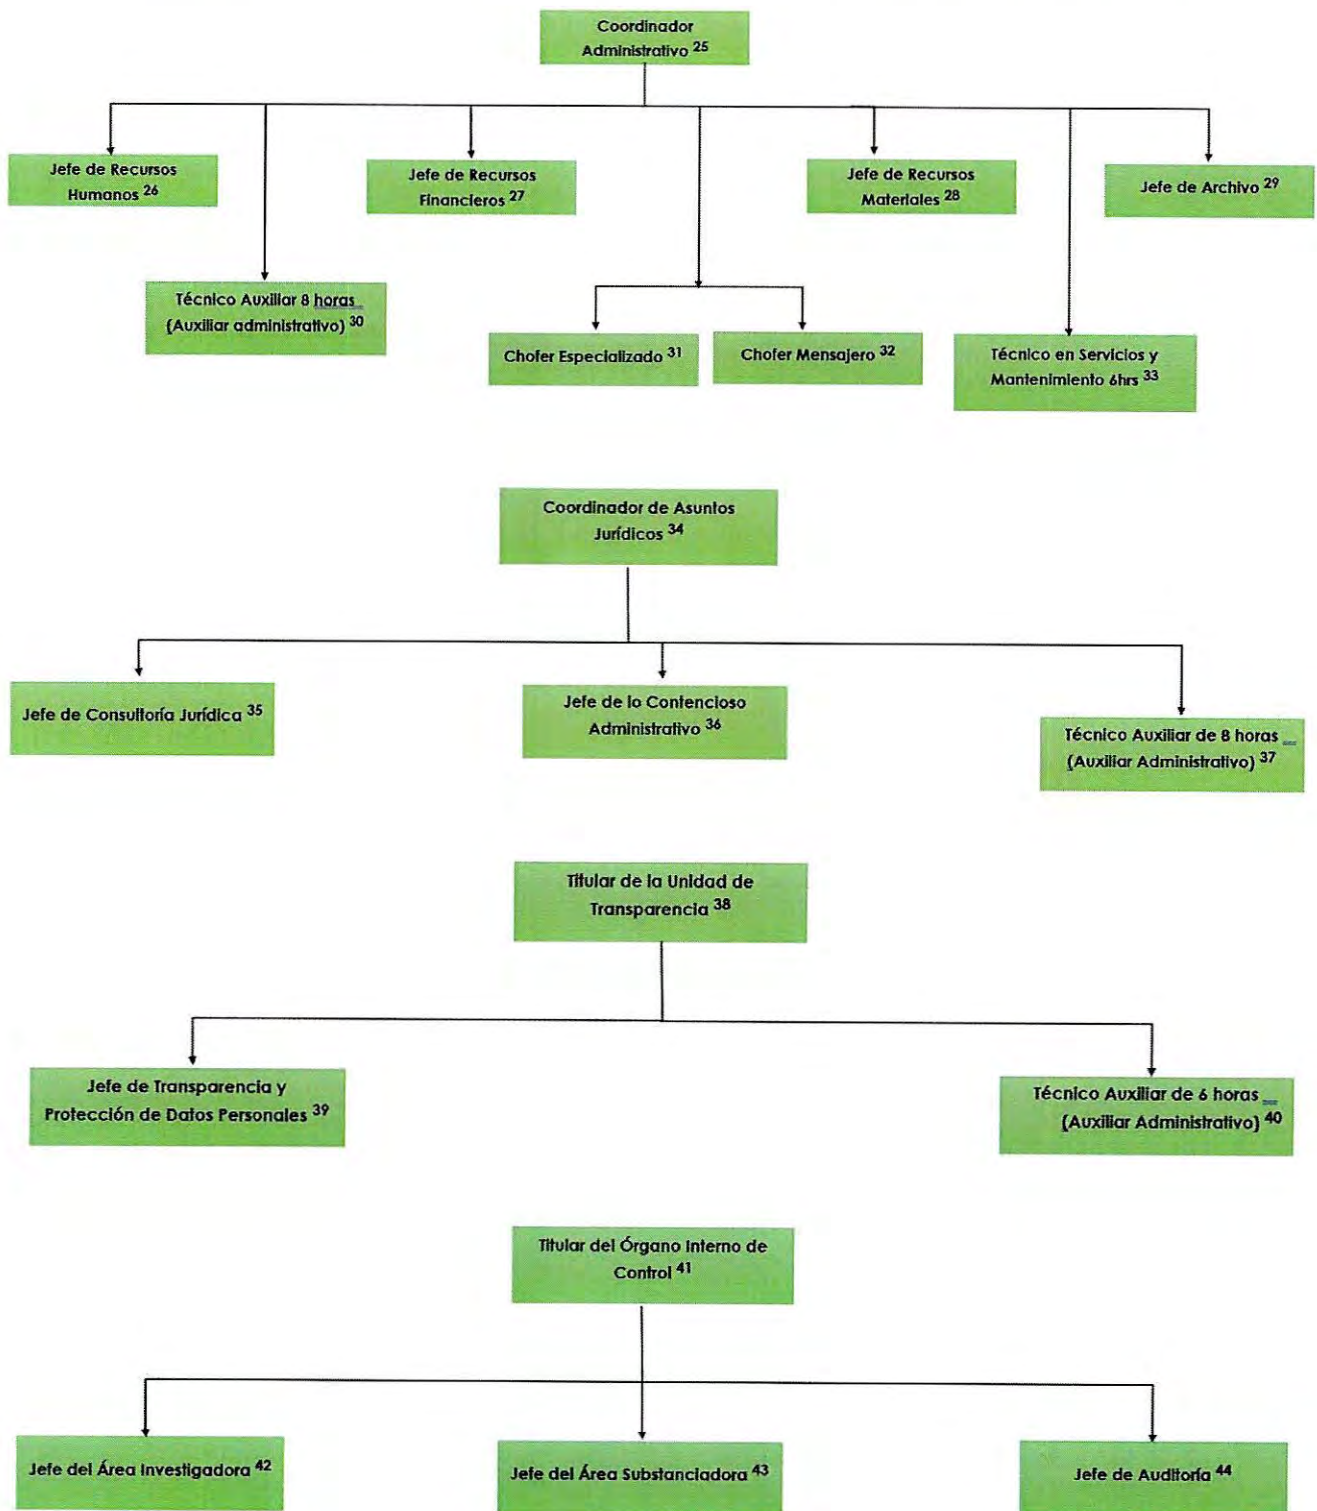 Coordinador
Administrativo 25
Jefe de Recursos
Humanos 26
Jefe de Recursos
Financieros 27
Jefe de Recursos
Materiales 28
Jefe de Archivo 29
Técnico Auxiliar 8 horas
(Auxiliar administrativo) 30
Chofer Especializado 31
Chofer Mensajero 32
Técnico en Servicios y
Mantenimiento 6hrs 33
Coordinador de Asuntos
Jurídicos 34
Jefe de Consultoría Jurídica 35
Jefe de lo Contencioso
Administrativo 36
Técnico Auxiliar de 8 horas
(Auxiliar Administrativo) 37
Titular de la Unidad de
Transparencia 38
Jefe de Transparencia y
Protección de Datos Personales 39
Técnico Auxiliar de 6 horas
(Auxiliar Administrativo) 40
Titular del Órgano Interno de
Control 41
Jefe del Área Investigadora 42
Jefe del Área Substanciadora 43
Jefe de Auditoría 44